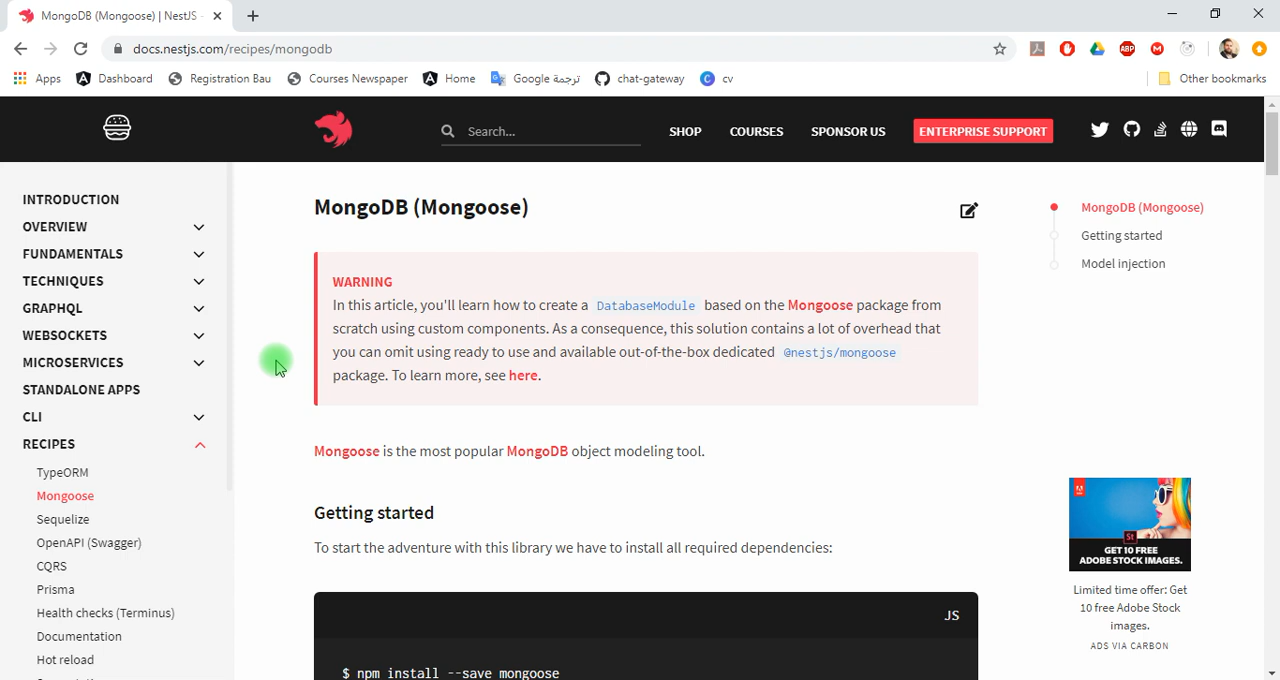 MongoDB (Mongoose) | NestJS -
docs.nestjs.com/recipes/mongodb
Apps Dashboard Registration Bau Courses Newspaper Home Google ترجمة chat-gateway cv Other bookmarks
Search... SHOP COURSES SPONSOR US ENTERPRISE SUPPORT
INTRODUCTION
OVERVIEW
FUNDAMENTALS
TECHNIQUES
GRAPHQL
WEBSOCKETS
MICROSERVICES
STANDALONE APPS
CLI
RECIPES
TypeORM
Mongoose
Sequelize
OpenAPI (Swagger)
CQRS
Prisma
Health checks (Terminus)
Documentation
Hot reload
MongoDB (Mongoose)
WARNING
In this article, you'll learn how to create a DatabaseModule based on the Mongoose package from
scratch using custom components. As a consequence, this solution contains a lot of overhead that
you can omit using ready to use and available out-of-the-box dedicated @nestjs/mongoose
package. To learn more, see here.
Mongoose is the most popular MongoDB object modeling tool.
Getting started
To start the adventure with this library we have to install all required dependencies:
JS
$ npm install --save mongoose
MongoDB (Mongoose)
Getting started
Model injection
St
GET 10 FREE
ADOBE STOCK IMAGES.
Limited time offer: Get
10 free Adobe Stock
images.
ADS VIA CARBON